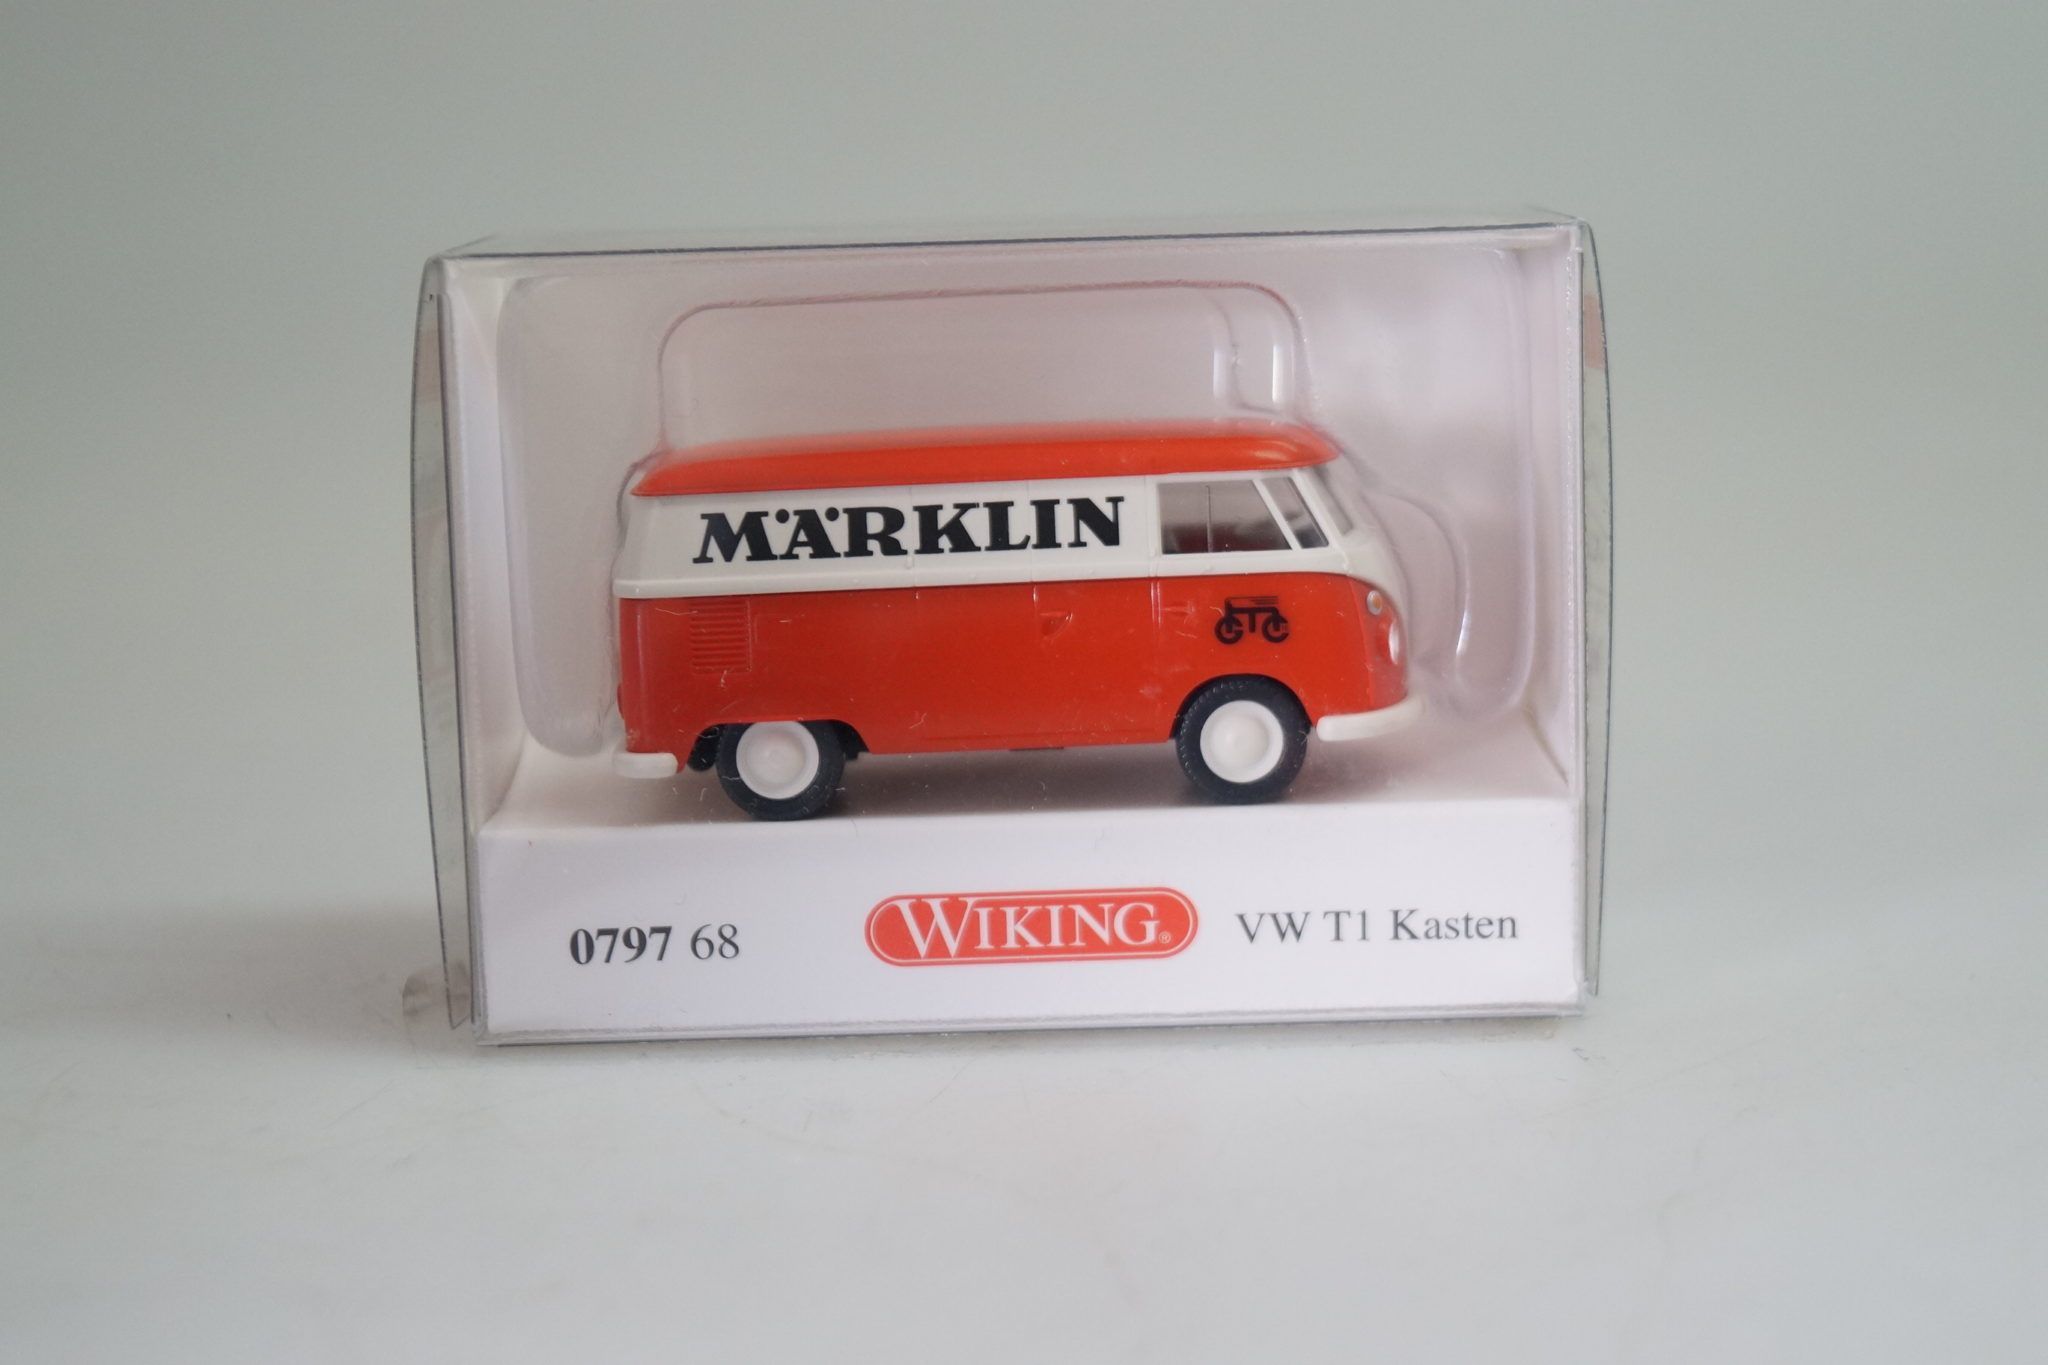 MÄRKLIN
0797 68 WIKING® VW T1 Kasten